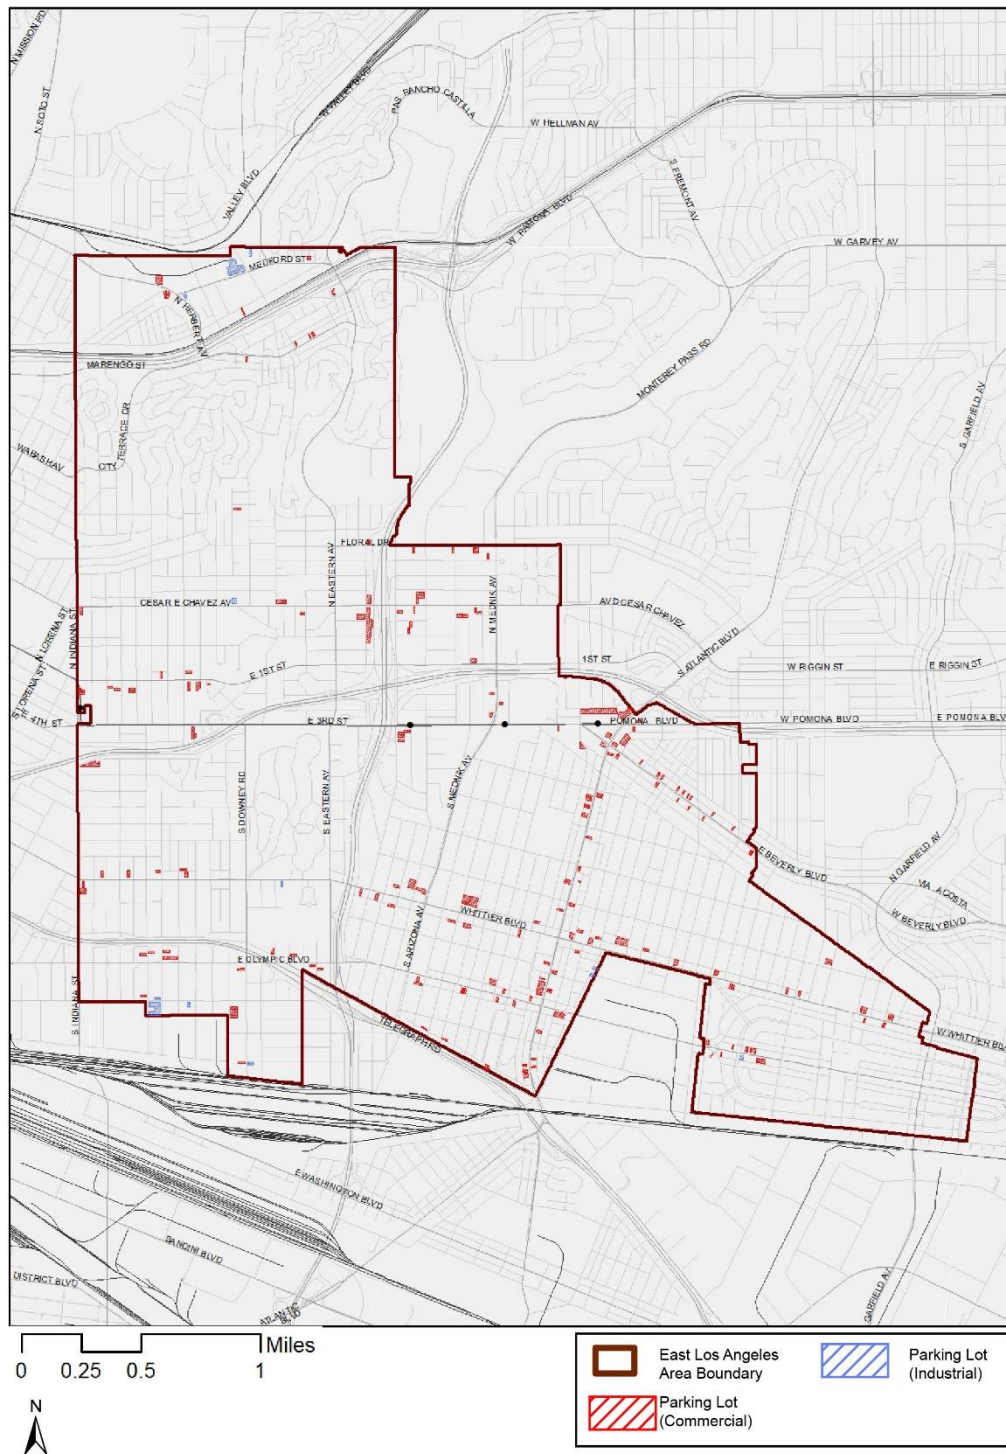 N MISSION RD
N SOTO ST
VALLEY BLVD
W VALLEY BLVD
PAS RANCHO CASTILLA
W HELLMAN AV
S FREMONT AV
W RAMONA BLVD
W GARVEY AV
MEDFORD ST
N HERBERT AV
MARENGO ST
MONTEREY PASS RD
S GARFIELD AV
CITY TERRACE DR
WABASH AV
FLORAL DR
N EASTERN AV
CESAR E CHAVEZ AV
N MEDNIK AV
AVD CESAR CHAVEZ
N INDIANA ST
N LORENA ST
S LORENA ST
E 1ST ST
1ST ST
S ATLANTIC BLVD
W RIGGIN ST
E RIGGIN ST
E 4TH ST
E 3RD ST
POMONA BLVD
W POMONA BLVD
E POMONA BLV
S DOWNEY RD
S EASTERN AV
S MEDNIK AV
E BEVERLY BLVD
N GARFIELD AV
VIA ACOSTA
W BEVERLY BLVD
WHITTIER BLVD
S ARIZONA AV
E OLYMPIC BLVD
S INDIANA ST
TELEGRAPH RD
W WHITTIER BLV
E WASHINGTON BLVD
BANDINI BLVD
DISTRICT BLVD
ATLANTIC BLVD
GARFIELD AV
Miles
0 0.25 0.5 1
N
East Los Angeles
Area Boundary
Parking Lot
(Industrial)
Parking Lot
(Commercial)